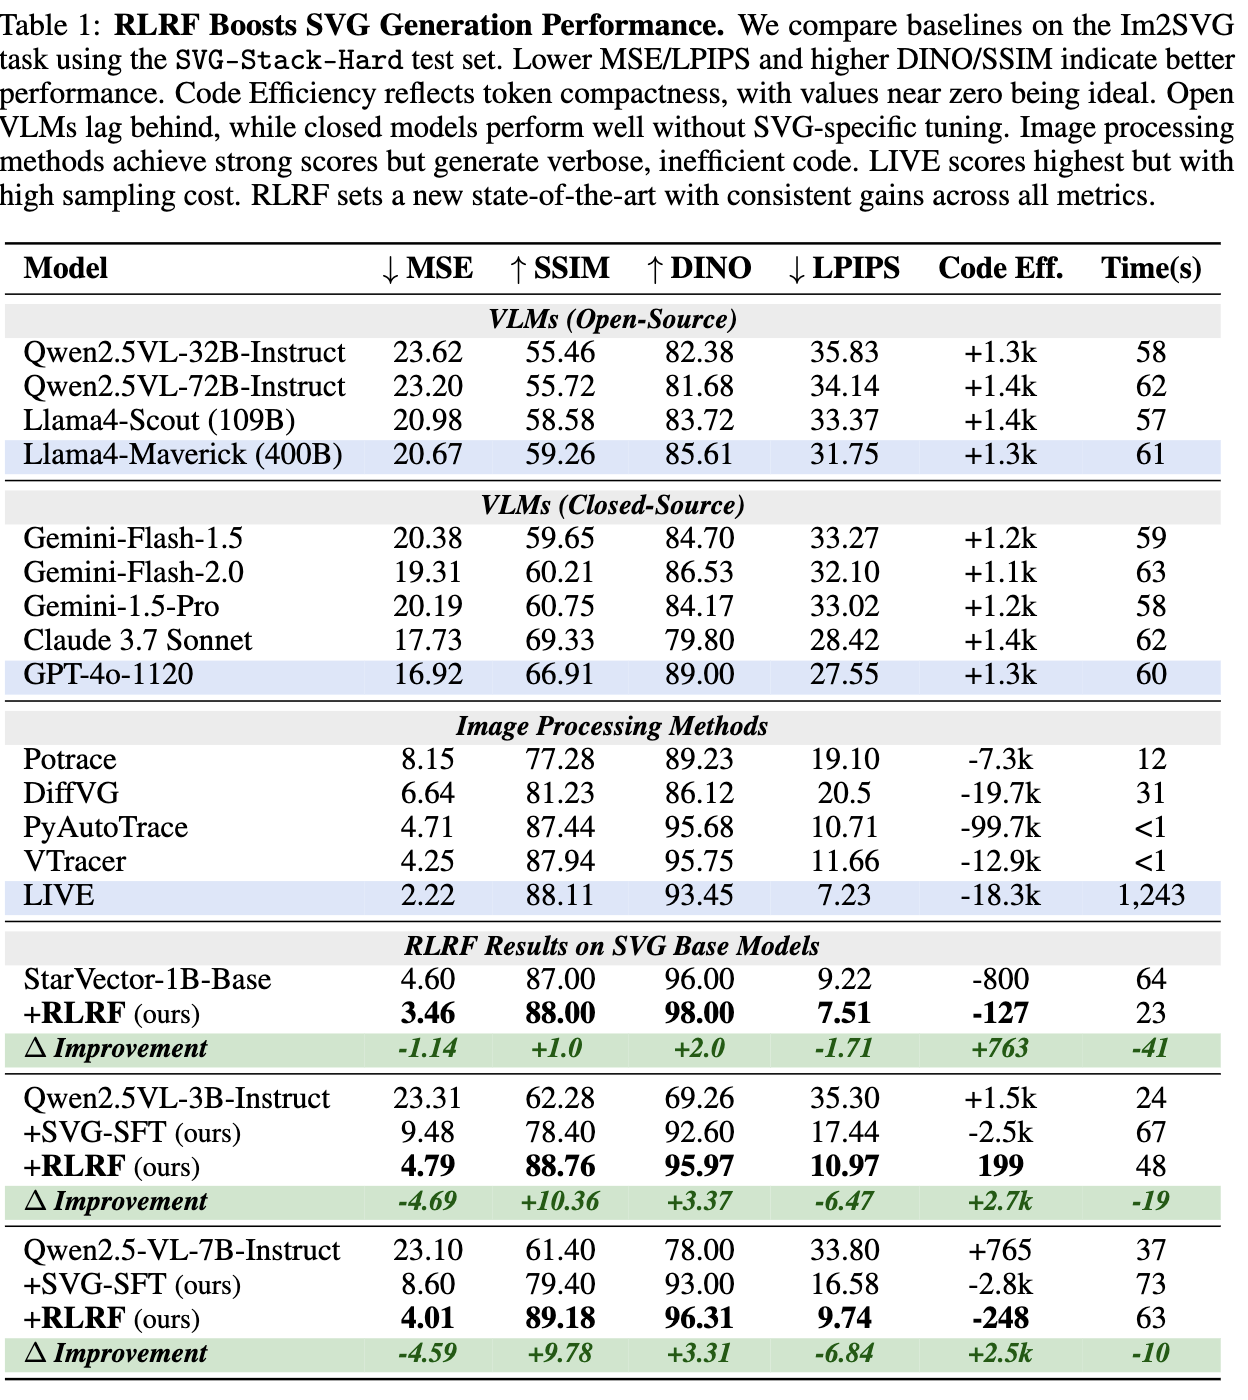 Table 1: RLRF Boosts SVG Generation Performance. We compare baselines on the Im2SVG
task using the SVG-Stack-Hard test set. Lower MSE/LPIPS and higher DINO/SSIM indicate better
performance. Code Efficiency reflects token compactness, with values near zero being ideal. Open
VLMs lag behind, while closed models perform well without SVG-specific tuning. Image processing
methods achieve strong scores but generate verbose, inefficient code. LIVE scores highest but with
high sampling cost. RLRF sets a new state-of-the-art with consistent gains across all metrics.
Model ↓ MSE ↑ SSIM ↑ DINO ↓ LPIPS Code Eff. Time(s)
VLMs (Open-Source)
Qwen2.5VL-32B-Instruct 23.62 55.46 82.38 35.83 +1.3k 58
Qwen2.5VL-72B-Instruct 23.20 55.72 81.68 34.14 +1.4k 62
Llama4-Scout (109B) 20.98 58.58 83.72 33.37 +1.4k 57
Llama4-Maverick (400B) 20.67 59.26 85.61 31.75 +1.3k 61
VLMs (Closed-Source)
Gemini-Flash-1.5 20.38 59.65 84.70 33.27 +1.2k 59
Gemini-Flash-2.0 19.31 60.21 86.53 32.10 +1.1k 63
Gemini-1.5-Pro 20.19 60.75 84.17 33.02 +1.2k 58
Claude 3.7 Sonnet 17.73 69.33 79.80 28.42 +1.4k 62
GPT-4o-1120 16.92 66.91 89.00 27.55 +1.3k 60
Image Processing Methods
Potrace 8.15 77.28 89.23 19.10 -7.3k 12
DiffVG 6.64 81.23 86.12 20.5 -19.7k 31
PyAutoTrace 4.71 87.44 95.68 10.71 -99.7k <1
VTracer 4.25 87.94 95.75 11.66 -12.9k <1
LIVE 2.22 88.11 93.45 7.23 -18.3k 1,243
RLRF Results on SVG Base Models
StarVector-1B-Base 4.60 87.00 96.00 9.22 -800 64
+RLRF (ours) 3.46 88.00 98.00 7.51 -127 23
Δ Improvement -1.14 +1.0 +2.0 -1.71 +763 -41
Qwen2.5VL-3B-Instruct 23.31 62.28 69.26 35.30 +1.5k 24
+SVG-SFT (ours) 9.48 78.40 92.60 17.44 -2.5k 67
+RLRF (ours) 4.79 88.76 95.97 10.97 199 48
Δ Improvement -4.69 +10.36 +3.37 -6.47 +2.7k -19
Qwen2.5-VL-7B-Instruct 23.10 61.40 78.00 33.80 +765 37
+SVG-SFT (ours) 8.60 79.40 93.00 16.58 -2.8k 73
+RLRF (ours) 4.01 89.18 96.31 9.74 -248 63
Δ Improvement -4.59 +9.78 +3.31 -6.84 +2.5k -10